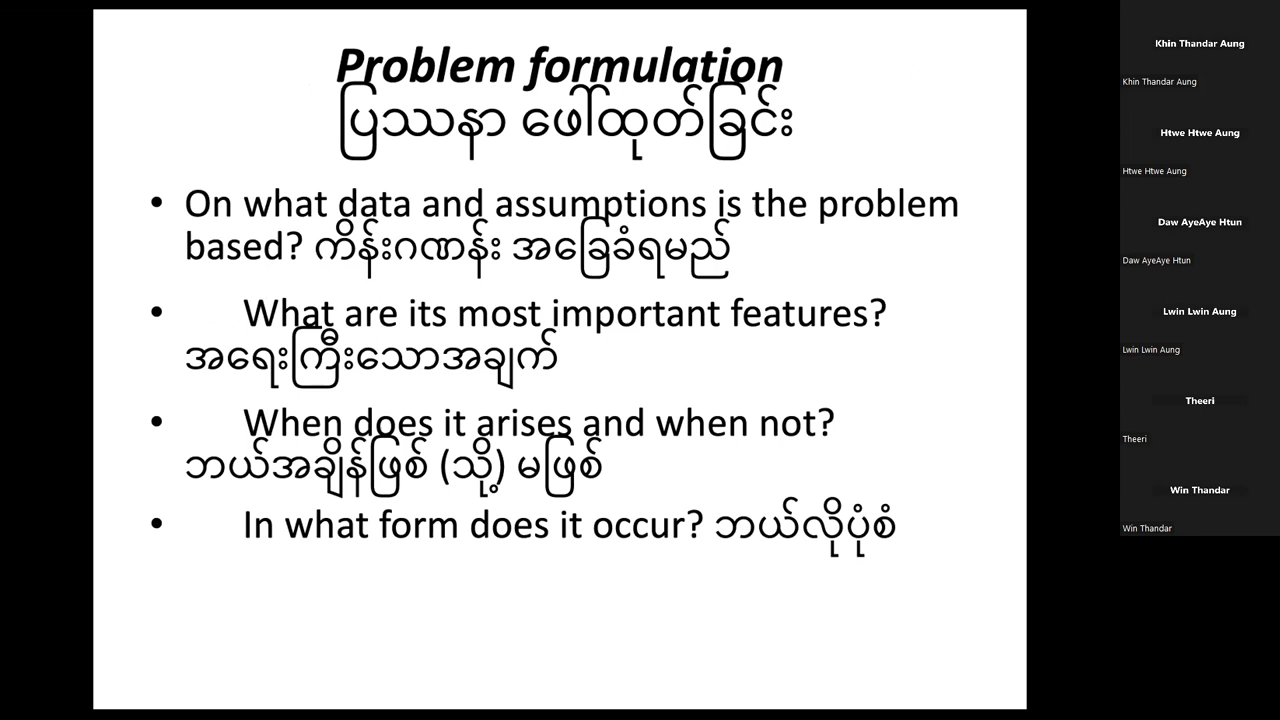 Problem formulation
ပြဿနာ ဖေါ်ထုတ်ခြင်း
• On what data and assumptions is the problem
based? ကိန်းဂဏန်း အခြေခံရမည်
• What are its most important features?
အရေးကြီးသောအချက်
• When does it arises and when not?
ဘယ်အချိန်ဖြစ် (သို့) မဖြစ်
• In what form does it occur? ဘယ်လိုပုံစံ
Khin Thandar Aung
Khin Thandar Aung
Htwe Htwe Aung
Htwe Htwe Aung
Daw AyeAye Htun
Daw AyeAye Htun
Lwin Lwin Aung
Lwin Lwin Aung
Theeri
Theeri
Win Thandar
Win Thandar